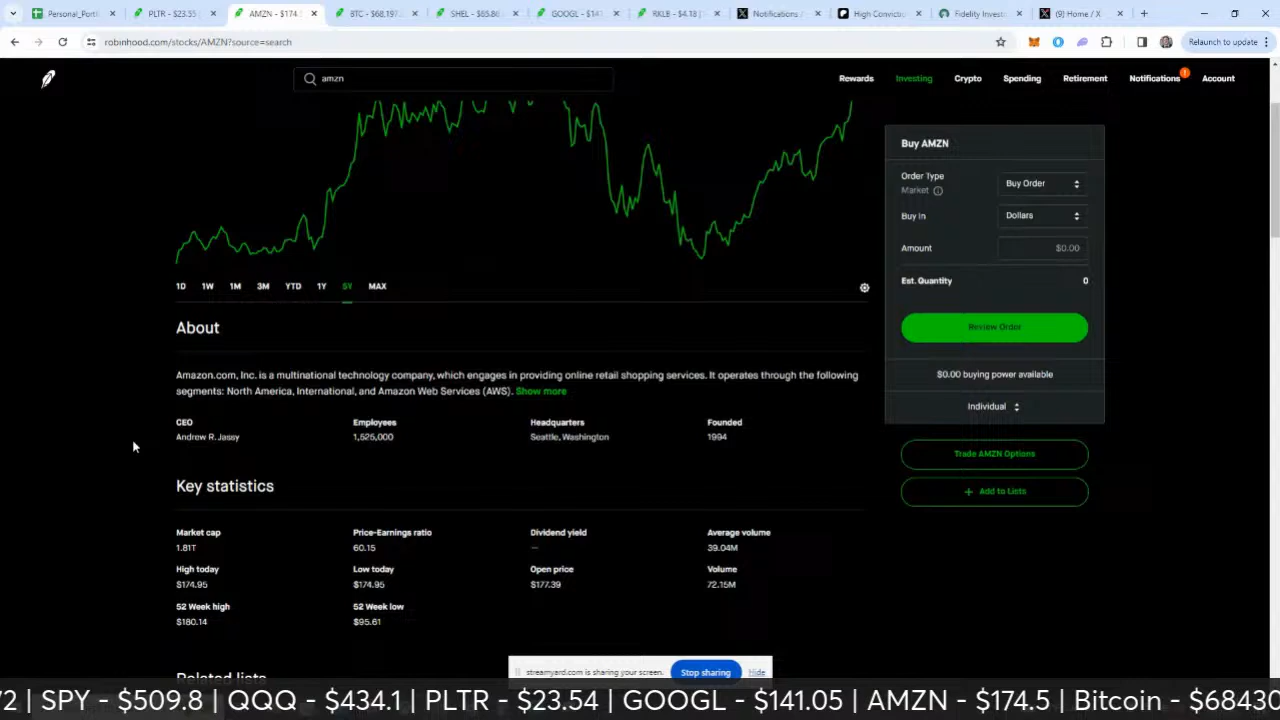 Personal_Port
PLTR - $23.55
AMZN - $174.
BTC - $68,197.
SHEL - $65.86
GOOGL - $141
RKLB - $4.18 |
Notifications /
High Conviction
Fidelity Invest
(9) Home / X
robinhood.com/stocks/AMZN?source=search
Relaunch to update
amzn
Rewards Investing Crypto Spending Retirement Notifications Account
Buy AMZN
Order Type
Market
Buy Order
Buy In
Dollars
Amount
$0.00
Est. Quantity
0
Review Order
$0.00 buying power available
Individual
Trade AMZN Options
+ Add to Lists
1D 1W 1M 3M YTD 1Y 5Y MAX
About
Amazon.com, Inc. is a multinational technology company, which engages in providing online retail shopping services. It operates through the following
segments: North America, International, and Amazon Web Services (AWS). Show more
CEO Employees Headquarters Founded
Andrew R. Jassy 1,525,000 Seattle, Washington 1994
Key statistics
Market cap Price-Earnings ratio Dividend yield Average volume
1.81T 60.15 — 39.04M
High today Low today Open price Volume
$174.95 $174.95 $177.39 72.15M
52 Week high 52 Week low
$180.14 $95.61
Related lists
streamyard.com is sharing your screen. Stop sharing Hide
/2 | SPY - $509.8 | QQQ - $434.1 | PLTR - $23.54 | GOOGL - $141.05 | AMZN - $174.5 | Bitcoin - $68430